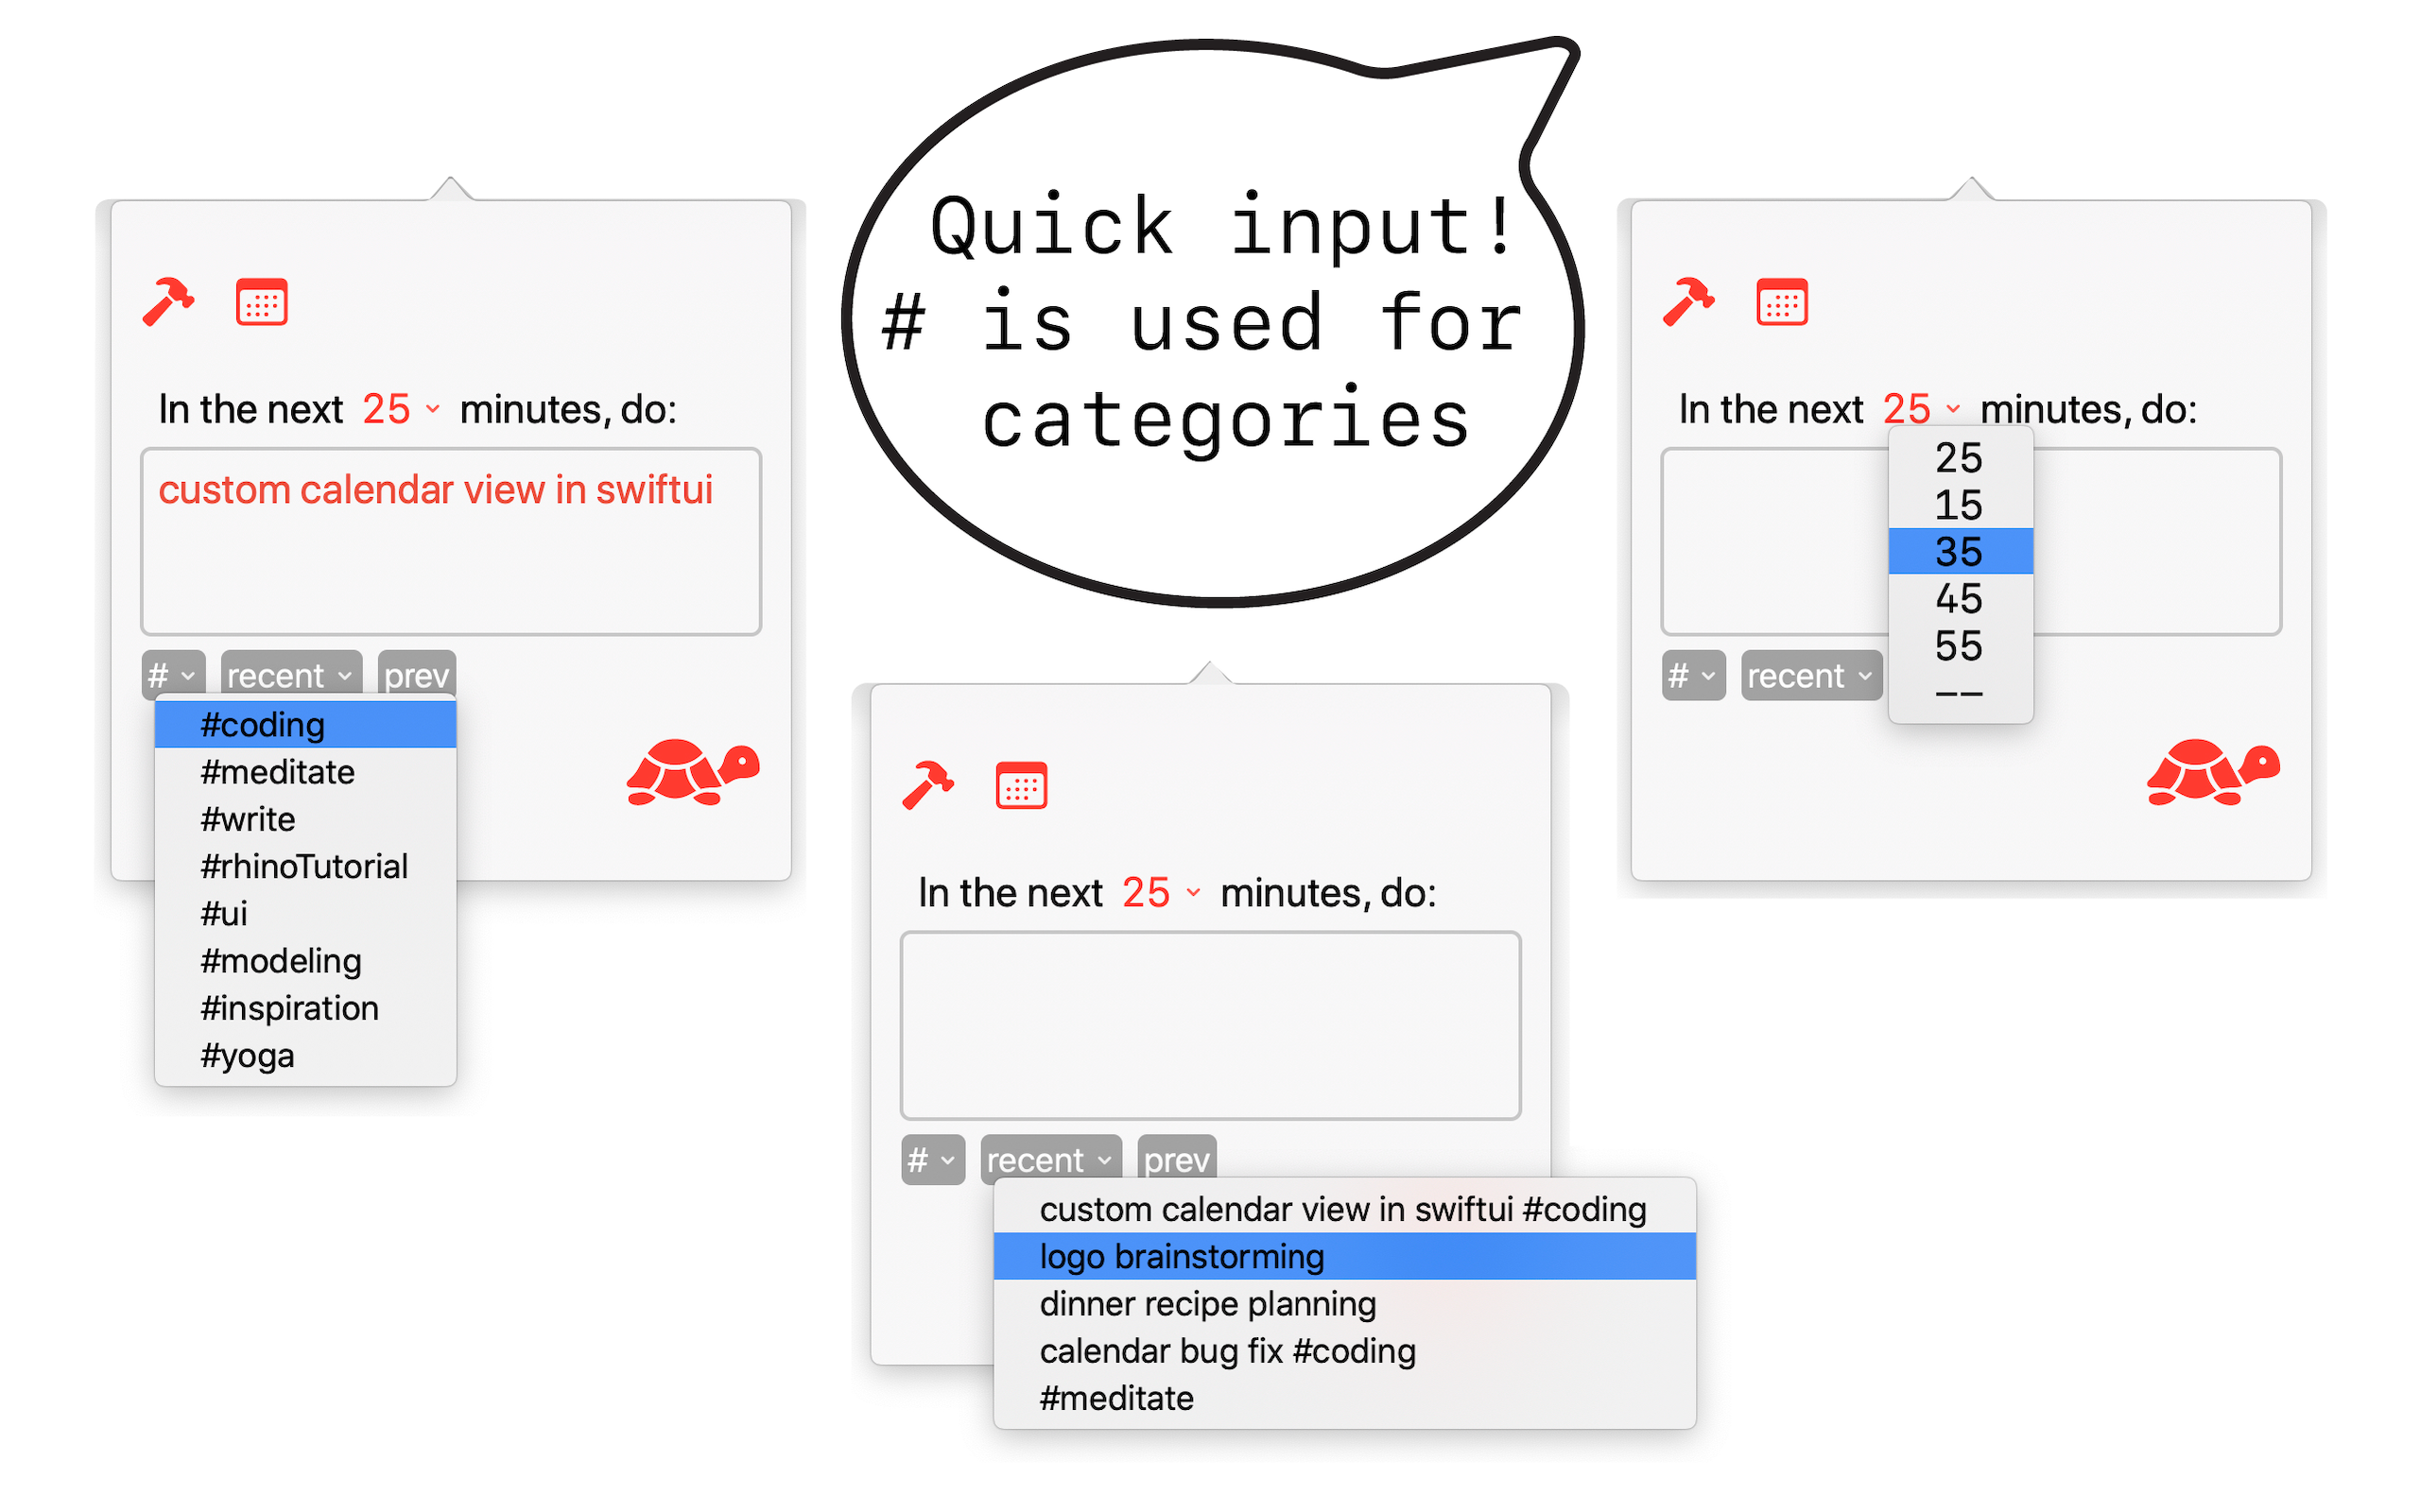 Quick input!
# is used for
categories
In the next 25 minutes, do:
custom calendar view in swiftui
# recent prev
#coding
#meditate
#write
#rhinoTutorial
#ui
#modeling
#inspiration
#yoga
In the next 25 minutes, do:
# recent prev
custom calendar view in swiftui #coding
logo brainstorming
dinner recipe planning
calendar bug fix #coding
#meditate
In the next 25 minutes, do:
25
15
35
45
55
––
# recent